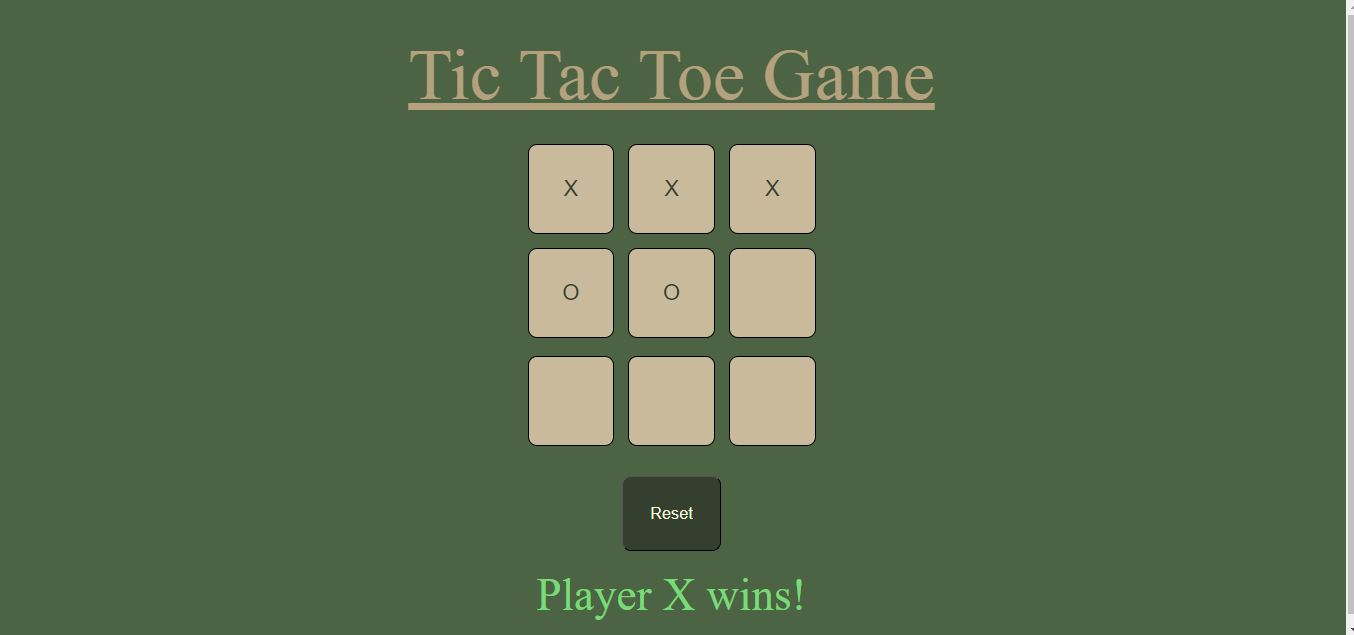 Tic Tac Toe Game
X X X
O O
Reset
Player X wins!